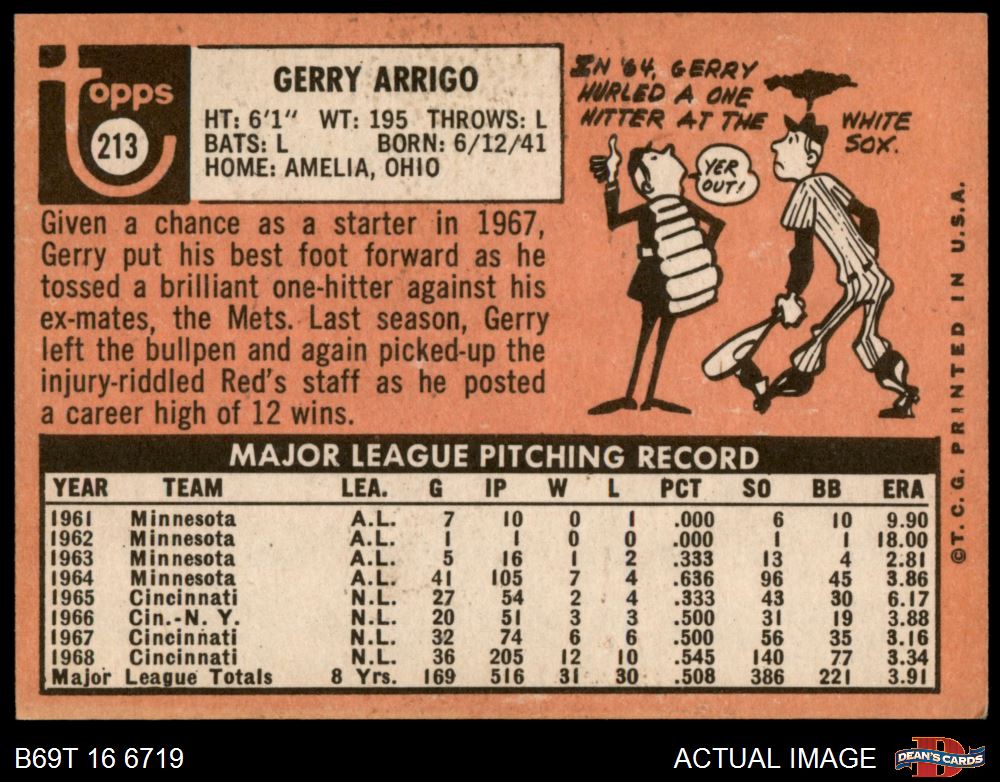 Topps
213
GERRY ARRIGO
HT: 6'1" WT: 195 THROWS: L
BATS: L BORN: 6/12/41
HOME: AMELIA, OHIO
IN '64, GERRY
HURLED A ONE
HITTER AT THE
WHITE
SOX.
YER
OUT!
Given a chance as a starter in 1967,
Gerry put his best foot forward as he
tossed a brilliant one-hitter against his
ex-mates, the Mets. Last season, Gerry
left the bullpen and again picked-up the
injury-riddled Red's staff as he posted
a career high of 12 wins.
MAJOR LEAGUE PITCHING RECORD
YEAR TEAM LEA. G IP W L PCT SO BB ERA
1961 Minnesota A.L. 7 10 0 1 .000 6 10 9.90
1962 Minnesota A.L. 1 1 0 0 .000 1 1 18.00
1963 Minnesota A.L. 5 16 1 2 .333 13 4 2.81
1964 Minnesota A.L. 41 105 7 4 .636 96 45 3.86
1965 Cincinnati N.L. 27 54 2 4 .333 43 30 6.17
1966 Cin.-N. Y. N.L. 20 51 3 3 .500 31 19 3.88
1967 Cincinnati N.L. 32 74 6 6 .500 56 35 3.16
1968 Cincinnati N.L. 36 205 12 10 .545 140 77 3.34
Major League Totals 8 Yrs. 169 516 31 30 .508 386 221 3.91
©T. C. G. PRINTED IN U.S.A.
B69T 16 6719
ACTUAL IMAGE
D
DEAN'S CARDS